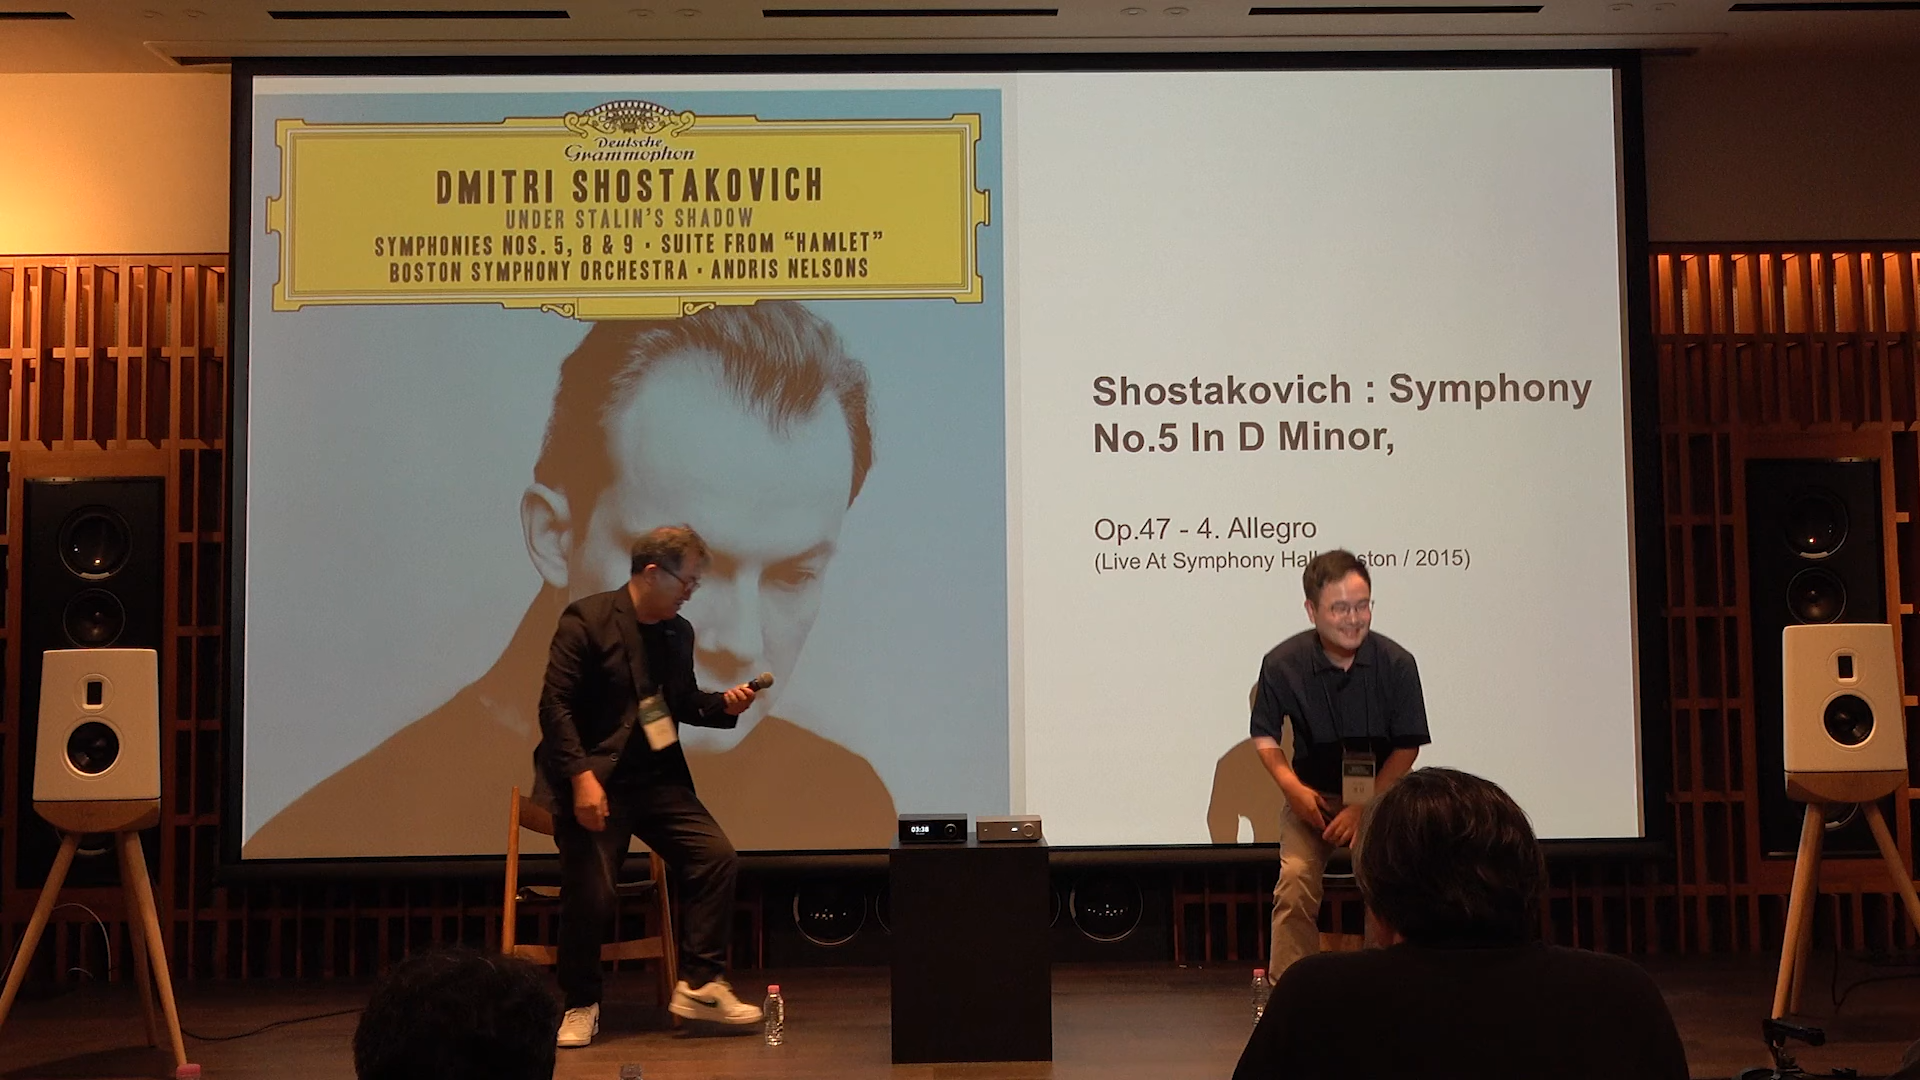 Deutsche
Grammophon
DMITRI SHOSTAKOVICH
UNDER STALIN'S SHADOW
SYMPHONIES NOS. 5, 8 & 9 · SUITE FROM "HAMLET"
BOSTON SYMPHONY ORCHESTRA · ANDRIS NELSONS
Shostakovich : Symphony
No.5 In D Minor,
Op.47 - 4. Allegro
(Live At Symphony Hal ston / 2015)
03:38